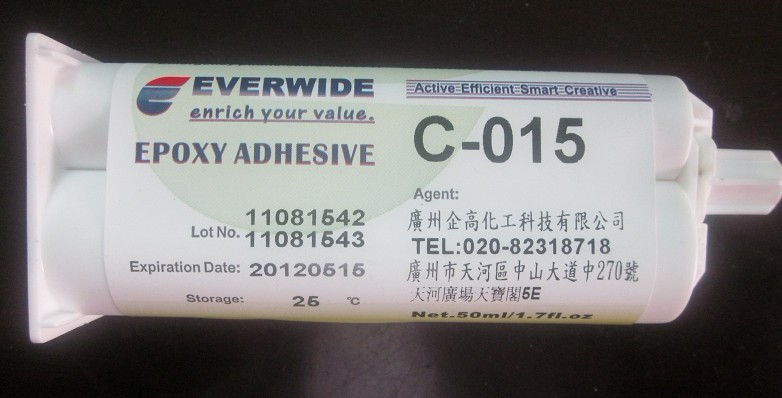 EVERWIDE
enrich your value.
EPOXY ADHESIVE
Lot No. 11081542
11081543
Expiration Date: 20120515
Storage: 25 ℃
Active Efficient Smart Creative
C-015
Agent:
廣州企高化工科技有限公司
TEL:020-82318718
廣州市天河區中山大道中270號
天河廣場天寶閣5E
Net.50ml/1.7fl.oz